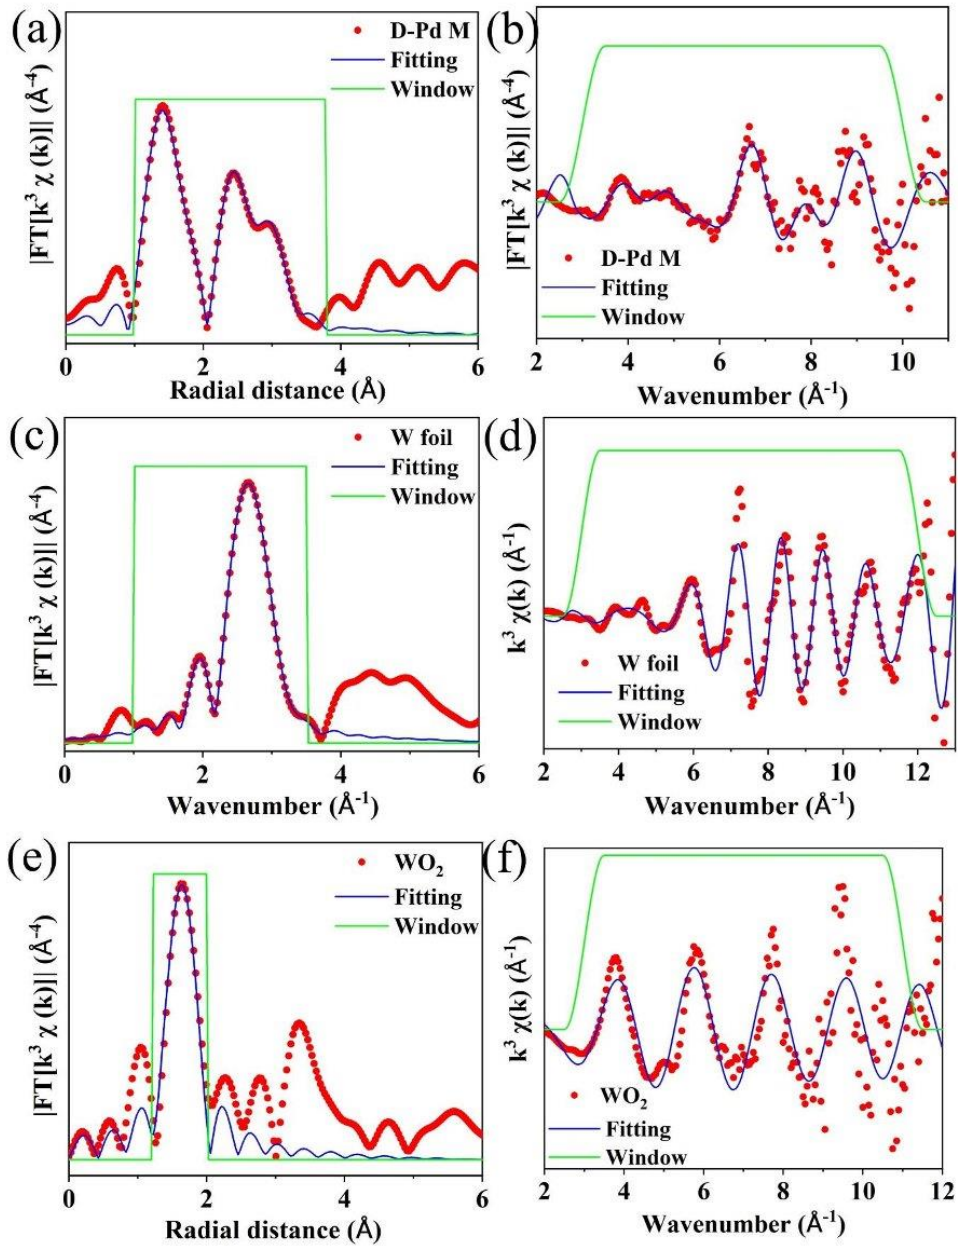 (a)
D-Pd M
Fitting
Window
|FT[k³ χ (k)]|| (Å⁻⁴)
0 2 4 6
Radial distance (Å)
(b)
|FT[k³ χ (k)]|| (Å⁻⁴)
D-Pd M
Fitting
Window
2 4 6 8 10
Wavenumber (Å⁻¹)
(c)
W foil
Fitting
Window
|FT[k³ χ (k)]|| (Å⁻⁴)
0 2 4 6
Wavenumber (Å⁻¹)
(d)
k³ χ(k) (Å⁻¹)
W foil
Fitting
Window
2 4 6 8 10 12
Wavenumber (Å⁻¹)
(e)
WO₂
Fitting
Window
|FT[k³ χ (k)]|| (Å⁻⁴)
0 2 4 6
Radial distance (Å)
(f)
k³ χ(k) (Å⁻¹)
WO₂
Fitting
Window
2 4 6 8 10 12
Wavenumber (Å⁻¹)